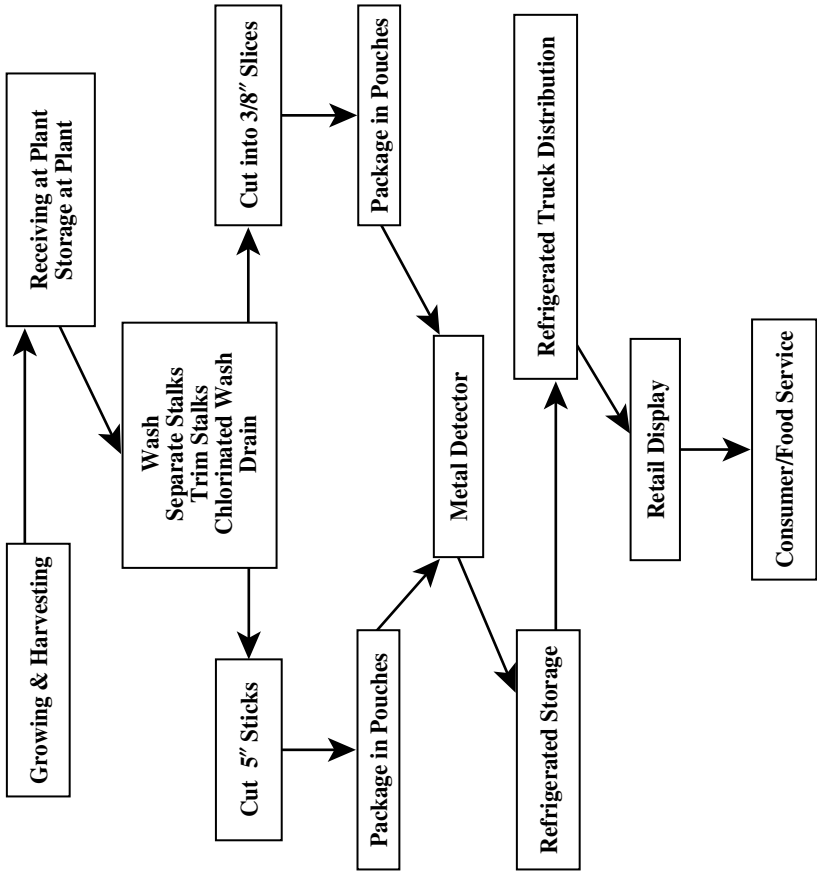 Growing & Harvesting
Receiving at Plant
Storage at Plant
Wash
Separate Stalks
Trim Stalks
Chlorinated Wash
Drain
Cut 5″ Sticks
Cut into 3/8″ Slices
Package in Pouches
Package in Pouches
Metal Detector
Refrigerated Storage
Refrigerated Truck Distribution
Retail Display
Consumer/Food Service